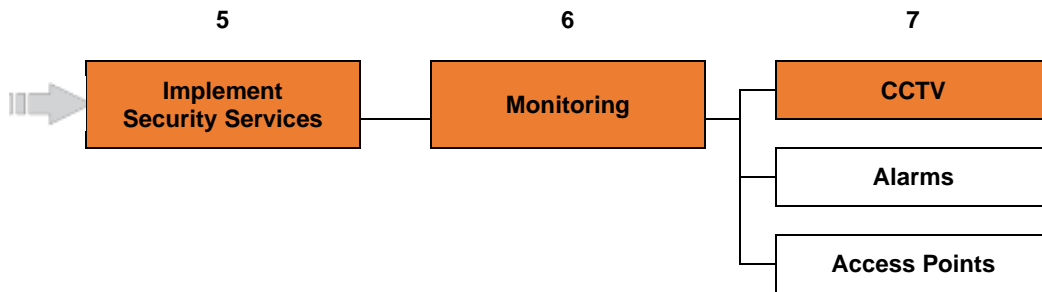 5
6
7
Implement
Security Services
Monitoring
CCTV
Alarms
Access Points